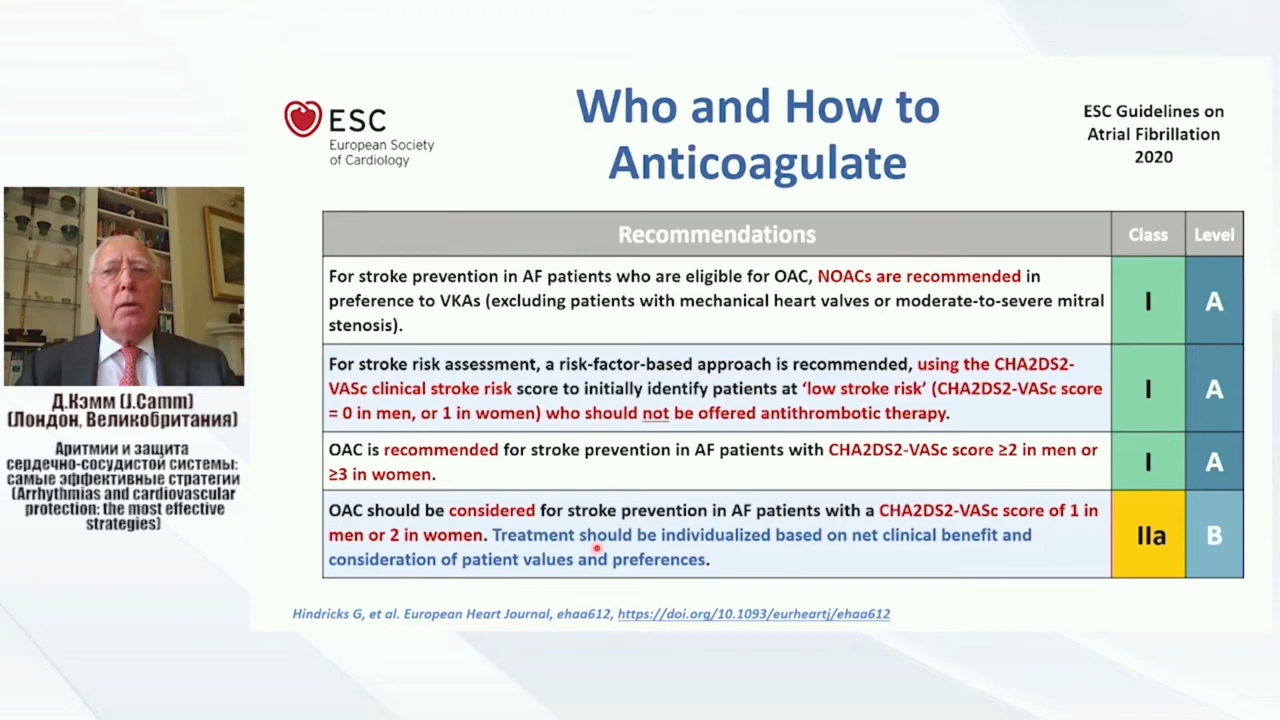 ESC
European Society
of Cardiology
Who and How to
Anticoagulate
ESC Guidelines on
Atrial Fibrillation
2020
Recommendations
Class
Level
For stroke prevention in AF patients who are eligible for OAC, NOACs are recommended in
preference to VKAs (excluding patients with mechanical heart valves or moderate-to-severe mitral
stenosis).
I
A
For stroke risk assessment, a risk-factor-based approach is recommended, using the CHA2DS2-
VASc clinical stroke risk score to initially identify patients at ‘low stroke risk’ (CHA2DS2-VASc score
= 0 in men, or 1 in women) who should not be offered antithrombotic therapy.
I
A
OAC is recommended for stroke prevention in AF patients with CHA2DS2-VASc score ≥2 in men or
≥3 in women.
I
A
OAC should be considered for stroke prevention in AF patients with a CHA2DS2-VASc score of 1 in
men or 2 in women. Treatment should be individualized based on net clinical benefit and
consideration of patient values and preferences.
IIa
B
Hindricks G, et al. European Heart Journal, ehaa612, https://doi.org/10.1093/eurheartj/ehaa612
Д.Кэмм (J.Camm)
(Лондон, Великобритания)
Аритмии и защита
сердечно-сосудистой системы:
самые эффективные стратегии
(Arrhythmias and cardiovascular
protection: the most effective
strategies)